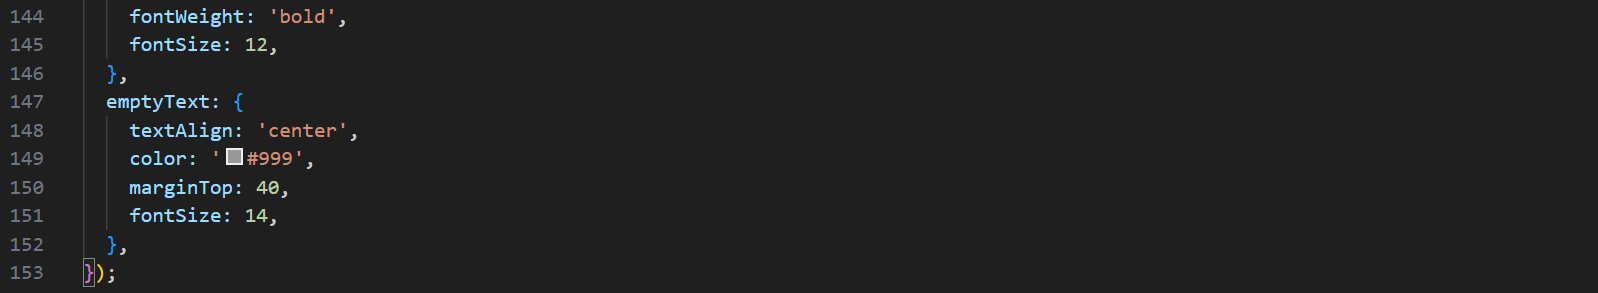 144 fontWeight: 'bold',
145 fontSize: 12,
146 },
147 emptyText: {
148 textAlign: 'center',
149 color: '#999',
150 marginTop: 40,
151 fontSize: 14,
152 },
153 });